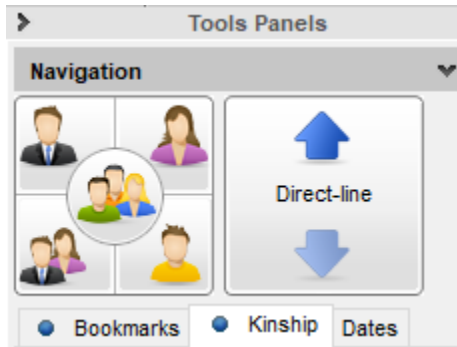 Tools Panels
Navigation
Direct-line
Bookmarks Kinship Dates